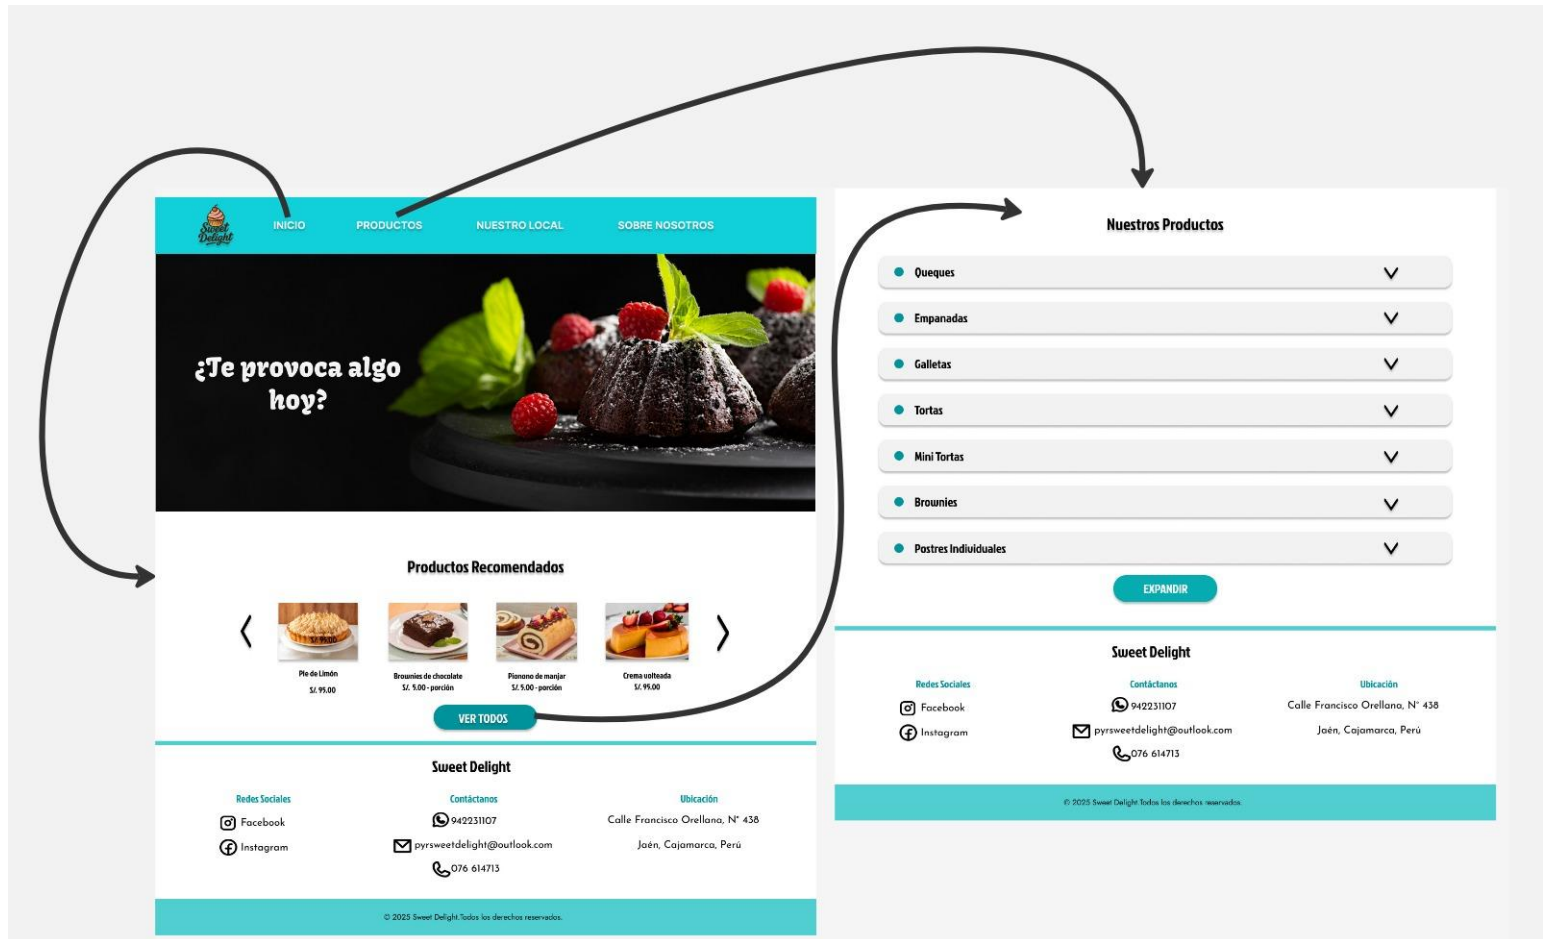 Sweet
Delight
INICIO
PRODUCTOS
NUESTRO LOCAL
SOBRE NOSOTROS
¿Te provoca algo
hoy?
Productos Recomendados
S/. 95.00
Pie de Limón
S/. 95.00
Brownies de chocolate
S/. 5.00 - porción
Pionono de manjar
S/. 5.00 - porción
Crema volteada
S/. 95.00
VER TODOS
Sweet Delight
Redes Sociales
Facebook
Instagram
Contáctanos
942231107
pyrsweetdelight@outlook.com
076 614713
Ubicación
Calle Francisco Orellana, N° 438
Jaén, Cajamarca, Perú
© 2025 Sweet Delight.Todos los derechos reservados.
Nuestros Productos
Queques
Empanadas
Galletas
Tortas
Mini Tortas
Brownies
Postres Individuales
EXPANDIR
Sweet Delight
Redes Sociales
Facebook
Instagram
Contáctanos
942231107
pyrsweetdelight@outlook.com
076 614713
Ubicación
Calle Francisco Orellana, N° 438
Jaén, Cajamarca, Perú
© 2025 Sweet Delight.Todos los derechos reservados.